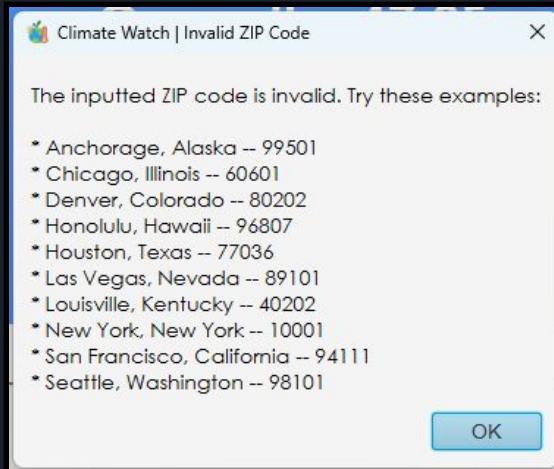 Climate Watch | Invalid ZIP Code
The inputted ZIP code is invalid. Try these examples:
* Anchorage, Alaska -- 99501
* Chicago, Illinois -- 60601
* Denver, Colorado -- 80202
* Honolulu, Hawaii -- 96807
* Houston, Texas -- 77036
* Las Vegas, Nevada -- 89101
* Louisville, Kentucky -- 40202
* New York, New York -- 10001
* San Francisco, California -- 94111
* Seattle, Washington -- 98101
OK